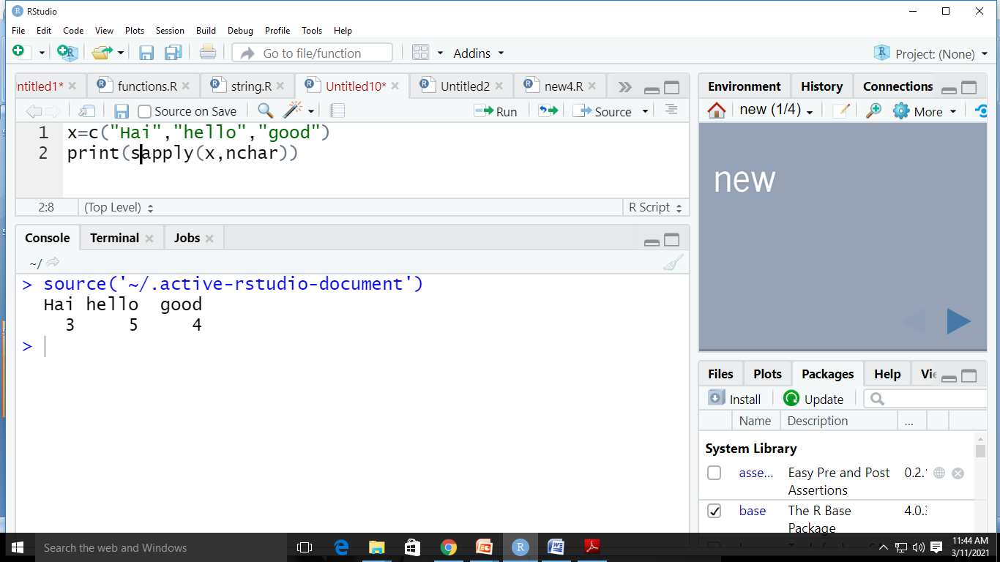 RStudio
File Edit Code View Plots Session Build Debug Profile Tools Help
Go to file/function Addins Project: (None)
ntitled1* functions.R string.R Untitled10* Untitled2 new4.R
Source on Save Run Source
1 x=c("Hai","hello","good")
2 print(sapply(x,nchar))
2:8 (Top Level) R Script
Console Terminal Jobs
~/
> source('~/.active-rstudio-document')
Hai hello good
3 5 4
>
Environment History Connections
new (1/4) More
new
Files Plots Packages Help Vi
Install Update
Name Description ...
System Library
asse... Easy Pre and Post Assertions 0.2.
base The R Base Package 4.0.
Search the web and Windows
11:44 AM
3/11/2021